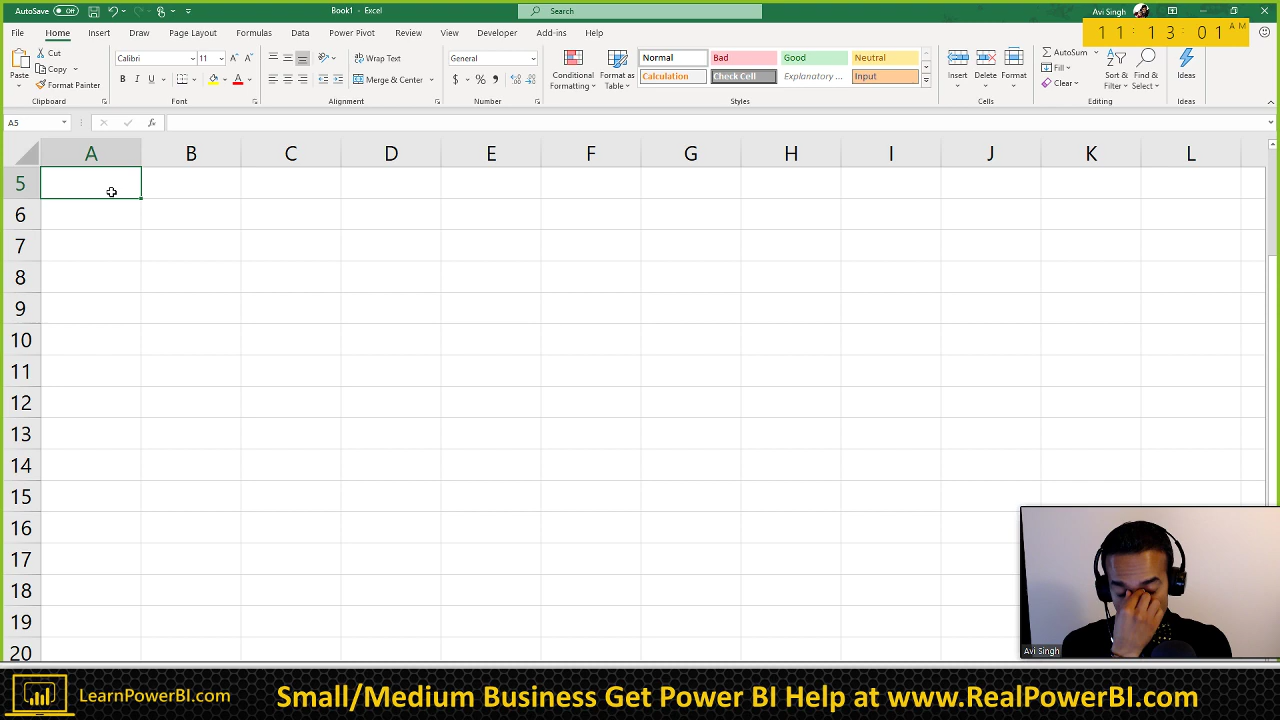 AutoSave Off
Book1 - Excel
Search
Avi Singh
11:13:01 AM
File Home Insert Draw Page Layout Formulas Data Power Pivot Review View Developer Add-ins Help
Paste
Cut
Copy
Format Painter
Clipboard
Calibri 11
B I U
Font
Wrap Text
Merge & Center
Alignment
General
$ % ,
Number
Conditional
Formatting
Format as
Table
Normal Bad Good Neutral
Calculation Check Cell Explanatory ... Input
Styles
Insert Delete Format
Cells
AutoSum
Fill
Clear
Sort &
Filter
Find &
Select
Editing
Ideas
Ideas
A5
fx
A B C D E F G H I J K L
5
6
7
8
9
10
11
12
13
14
15
16
17
18
19
20
Avi Singh
LearnPowerBI.com
Small/Medium Business Get Power BI Help at www.RealPowerBI.com